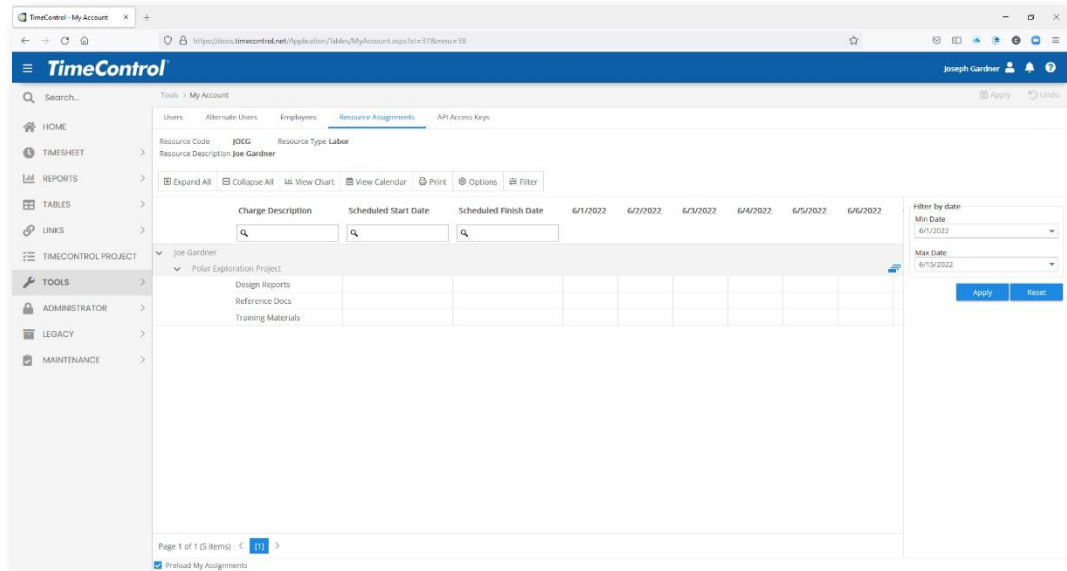 TimeControl - My Account
https://docs.timecontrol.net/Application/Tables/MyAccount.aspx?st=37&mnu=38
TimeControl
Joseph Gardner
Search...
Tools > My Account
Apply Undo
Users Alternate Users Employees Resource Assignments API Access Keys
HOME
Resource Code JOEG Resource Type Labor
Resource Description Joe Gardner
TIMESHEET
REPORTS
Expand All Collapse All View Chart View Calendar Print Options Filter
TABLES
Charge Description Scheduled Start Date Scheduled Finish Date 6/1/2022 6/2/2022 6/3/2022 6/4/2022 6/5/2022 6/6/2022
Filter by date
Min Date
6/1/2022
LINKS
TIMECONTROL PROJECT
Joe Gardner
Max Date
6/15/2022
Polar Exploration Project
TOOLS
Design Reports
Apply Reset
Reference Docs
ADMINISTRATOR
Training Materials
LEGACY
MAINTENANCE
Page 1 of 1 (5 items) < [1] >
Preload My Assignments